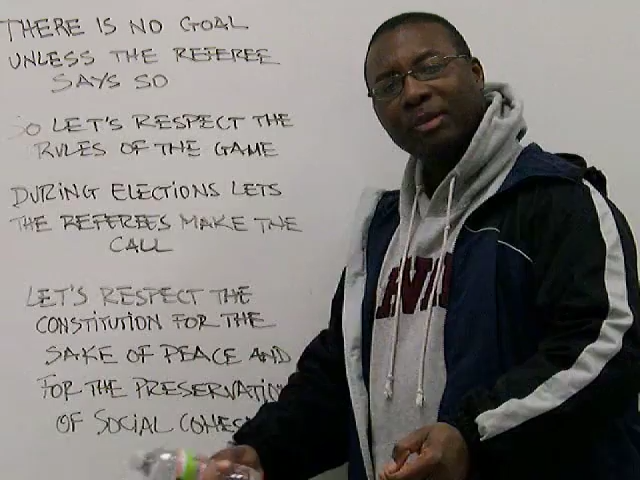 THERE IS NO GOAL
UNLESS THE REFEREE
SAYS SO
SO LET'S RESPECT THE
RULES OF THE GAME
DURING ELECTIONS LETS
THE REFEREES MAKE THE
CALL
LET'S RESPECT THE
CONSTITUTION FOR THE
SAKE OF PEACE AND
FOR THE PRESERVATION
OF SOCIAL